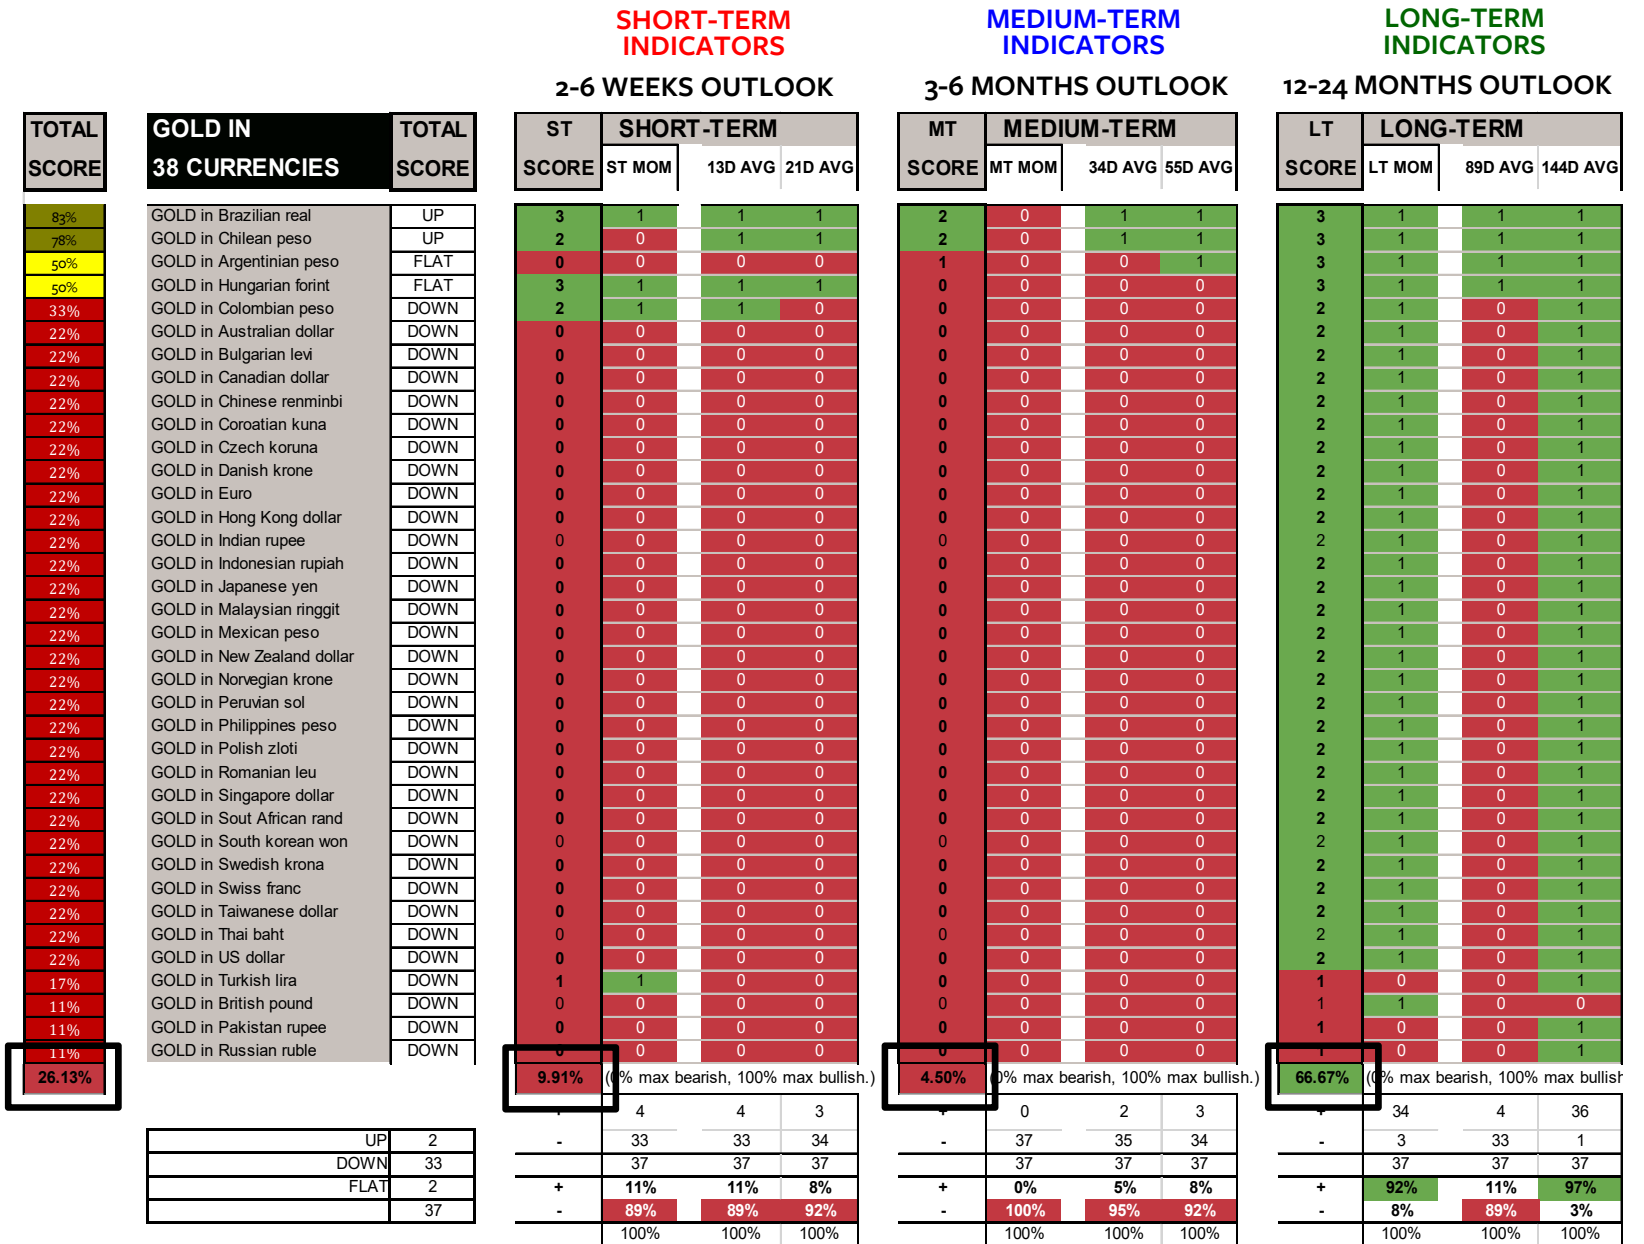 SHORT-TERM MEDIUM-TERM LONG-TERM
INDICATORS INDICATORS INDICATORS
2-6 WEEKS OUTLOOK 3-6 MONTHS OUTLOOK 12-24 MONTHS OUTLOOK
TOTAL GOLD IN TOTAL ST SHORT-TERM MT MEDIUM-TERM LT LONG-TERM
SCORE 38 CURRENCIES SCORE SCORE ST MOM 13D AVG 21D AVG SCORE MT MOM 34D AVG 55D AVG SCORE LT MOM 89D AVG 144D AVG
83% GOLD in Brazilian real UP 3 1 1 1 2 0 1 1 3 1 1 1
78% GOLD in Chilean peso UP 2 0 1 1 2 0 1 1 3 1 1 1
50% GOLD in Argentinian peso FLAT 0 0 0 0 1 0 0 1 3 1 1 1
50% GOLD in Hungarian forint FLAT 3 1 1 1 0 0 0 0 3 1 1 1
33% GOLD in Colombian peso DOWN 2 1 1 0 0 0 0 0 2 1 0 1
22% GOLD in Australian dollar DOWN 0 0 0 0 0 0 0 0 2 1 0 1
22% GOLD in Bulgarian levi DOWN 0 0 0 0 0 0 0 0 2 1 0 1
22% GOLD in Canadian dollar DOWN 0 0 0 0 0 0 0 0 2 1 0 1
22% GOLD in Chinese renminbi DOWN 0 0 0 0 0 0 0 0 2 1 0 1
22% GOLD in Coroatian kuna DOWN 0 0 0 0 0 0 0 0 2 1 0 1
22% GOLD in Czech koruna DOWN 0 0 0 0 0 0 0 0 2 1 0 1
22% GOLD in Danish krone DOWN 0 0 0 0 0 0 0 0 2 1 0 1
22% GOLD in Euro DOWN 0 0 0 0 0 0 0 0 2 1 0 1
22% GOLD in Hong Kong dollar DOWN 0 0 0 0 0 0 0 0 2 1 0 1
22% GOLD in Indian rupee DOWN 0 0 0 0 0 0 0 0 2 1 0 1
22% GOLD in Indonesian rupiah DOWN 0 0 0 0 0 0 0 0 2 1 0 1
22% GOLD in Japanese yen DOWN 0 0 0 0 0 0 0 0 2 1 0 1
22% GOLD in Malaysian ringgit DOWN 0 0 0 0 0 0 0 0 2 1 0 1
22% GOLD in Mexican peso DOWN 0 0 0 0 0 0 0 0 2 1 0 1
22% GOLD in New Zealand dollar DOWN 0 0 0 0 0 0 0 0 2 1 0 1
22% GOLD in Norvegian krone DOWN 0 0 0 0 0 0 0 0 2 1 0 1
22% GOLD in Peruvian sol DOWN 0 0 0 0 0 0 0 0 2 1 0 1
22% GOLD in Philippines peso DOWN 0 0 0 0 0 0 0 0 2 1 0 1
22% GOLD in Polish zloti DOWN 0 0 0 0 0 0 0 0 2 1 0 1
22% GOLD in Romanian leu DOWN 0 0 0 0 0 0 0 0 2 1 0 1
22% GOLD in Singapore dollar DOWN 0 0 0 0 0 0 0 0 2 1 0 1
22% GOLD in Sout African rand DOWN 0 0 0 0 0 0 0 0 2 1 0 1
22% GOLD in South korean won DOWN 0 0 0 0 0 0 0 0 2 1 0 1
22% GOLD in Swedish krona DOWN 0 0 0 0 0 0 0 0 2 1 0 1
22% GOLD in Swiss franc DOWN 0 0 0 0 0 0 0 0 2 1 0 1
22% GOLD in Taiwanese dollar DOWN 0 0 0 0 0 0 0 0 2 1 0 1
22% GOLD in Thai baht DOWN 0 0 0 0 0 0 0 0 2 1 0 1
22% GOLD in US dollar DOWN 0 0 0 0 0 0 0 0 2 1 0 1
17% GOLD in Turkish lira DOWN 1 1 0 0 0 0 0 0 1 0 0 1
11% GOLD in British pound DOWN 0 0 0 0 0 0 0 0 1 1 0 0
11% GOLD in Pakistan rupee DOWN 0 0 0 0 0 0 0 0 1 0 0 1
11% GOLD in Russian ruble DOWN 0 0 0 0 0 0 0 0 1 0 0 1
26.13% 9.91% (0% max bearish, 100% max bullish.) 4.50% 0% max bearish, 100% max bullish.) 66.67% (0% max bearish, 100% max bullish
+ 4 4 3 + 0 2 3 + 34 4 36
UP 2 - 33 33 34 - 37 35 34 - 3 33 1
DOWN 33 37 37 37 37 37 37 37 37 37
FLAT 2 + 11% 11% 8% + 0% 5% 8% + 92% 11% 97%
37 - 89% 89% 92% - 100% 95% 92% - 8% 89% 3%
100% 100% 100% 100% 100% 100% 100% 100% 100%